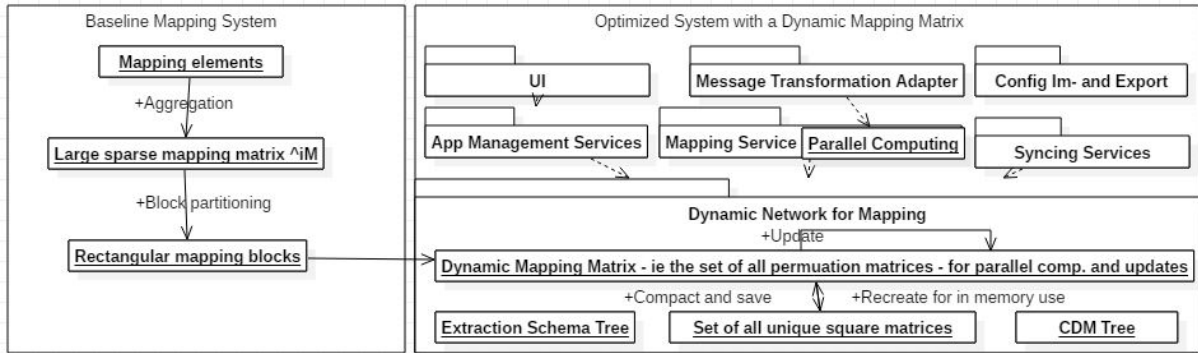 Baseline Mapping System
Mapping elements
+Aggregation
Large sparse mapping matrix ^iM
+Block partitioning
Rectangular mapping blocks
Optimized System with a Dynamic Mapping Matrix
UI
Message Transformation Adapter
Config Im- and Export
App Management Services
Mapping Service
Parallel Computing
Syncing Services
Dynamic Network for Mapping
+Update
Dynamic Mapping Matrix - ie the set of all permuation matrices - for parallel comp. and updates
+Compact and save
+Recreate for in memory use
Extraction Schema Tree
Set of all unique square matrices
CDM Tree